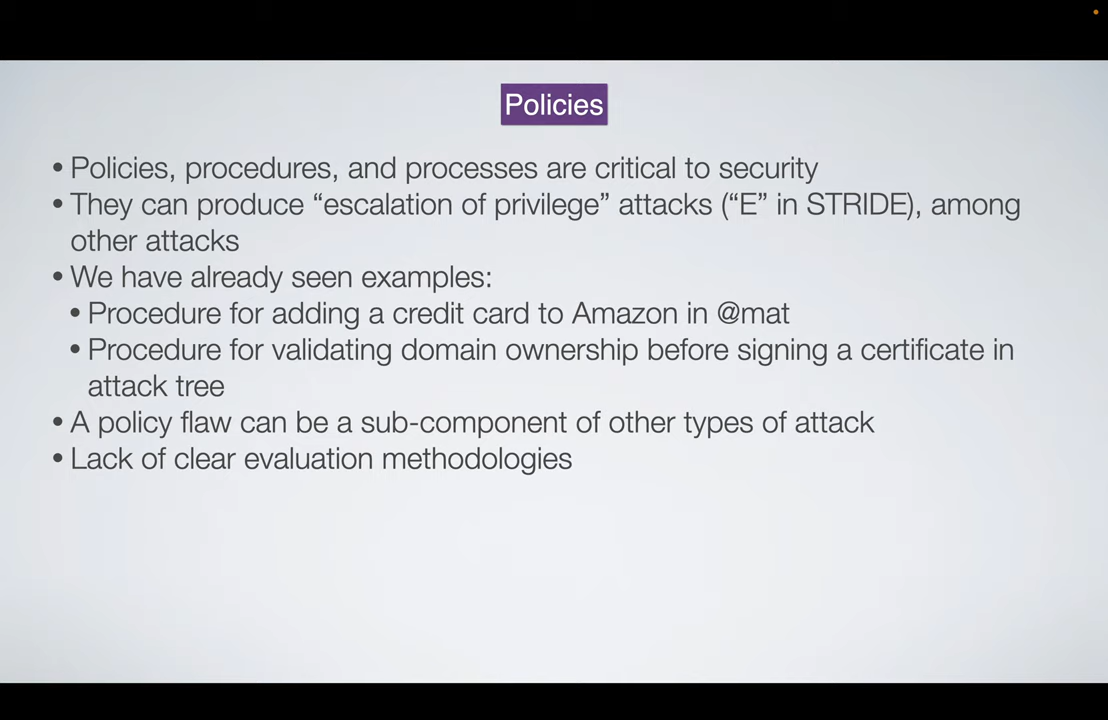 Policies
• Policies, procedures, and processes are critical to security
• They can produce “escalation of privilege” attacks (“E” in STRIDE), among
other attacks
• We have already seen examples:
• Procedure for adding a credit card to Amazon in @mat
• Procedure for validating domain ownership before signing a certificate in
attack tree
• A policy flaw can be a sub-component of other types of attack
• Lack of clear evaluation methodologies